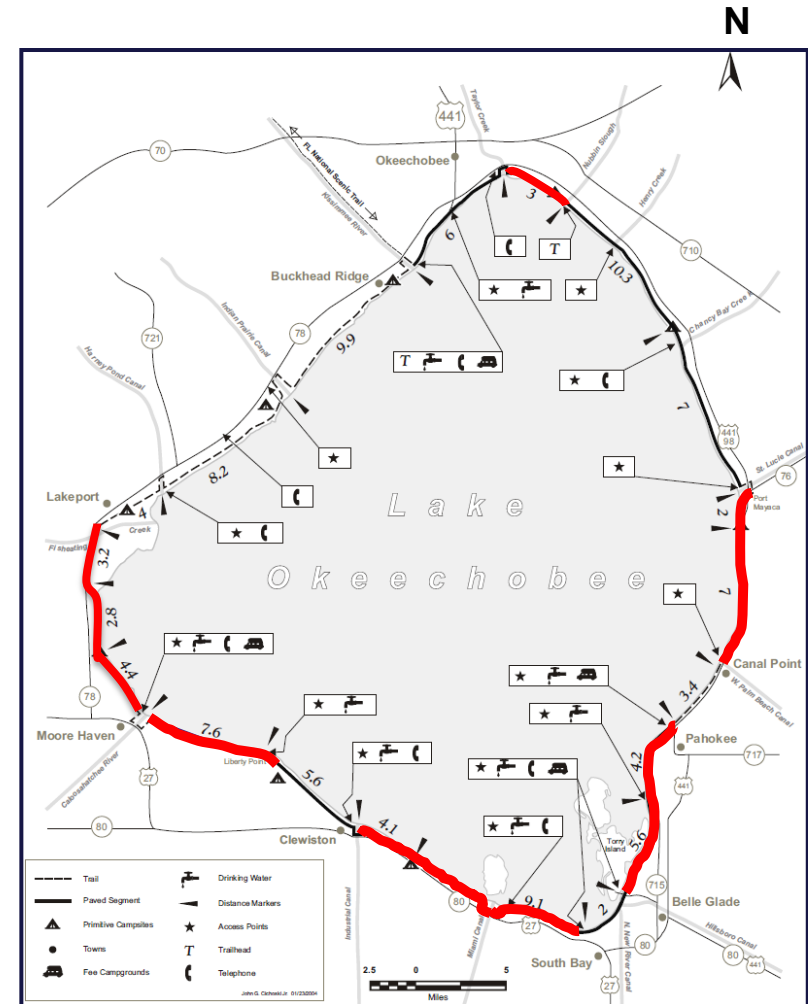 N
Taylor Creek
441
Okeechobee
70
FL National Scenic Trail
Kissimmee River
Nubbin Slough
Henry Creek
3
6
T
710
10.3
Buckhead Ridge
Indian Prairie Canal
Chancy Bay Creek
721
78
9.9
T
Harney Pond Canal
7
441
98
St. Lucie Canal
76
8.2
Lakeport
4
Port
Mayaca
2
Lake
Creek
Fisheating
3.2
Okeechobee
7
2.8
Canal Point
4.4
3.4
W. Palm Beach Canal
78
Moore Haven
7.6
Pahokee
4.2
717
Liberty Point
27
Caloosahatchee River
5.6
441
80
4.1
Clewiston
Torry
Island
5.6
715
80
9.1
2
Belle Glade
27
Hillsboro Canal
80
80
441
Industrial Canal
Miami Canal
South Bay
N. New River Canal
27
Trail
Drinking Water
Paved Segment
Distance Markers
Primitive Campsites
Access Points
Towns
T
Trailhead
Fee Campgrounds
Telephone
2.5
0
5
Miles